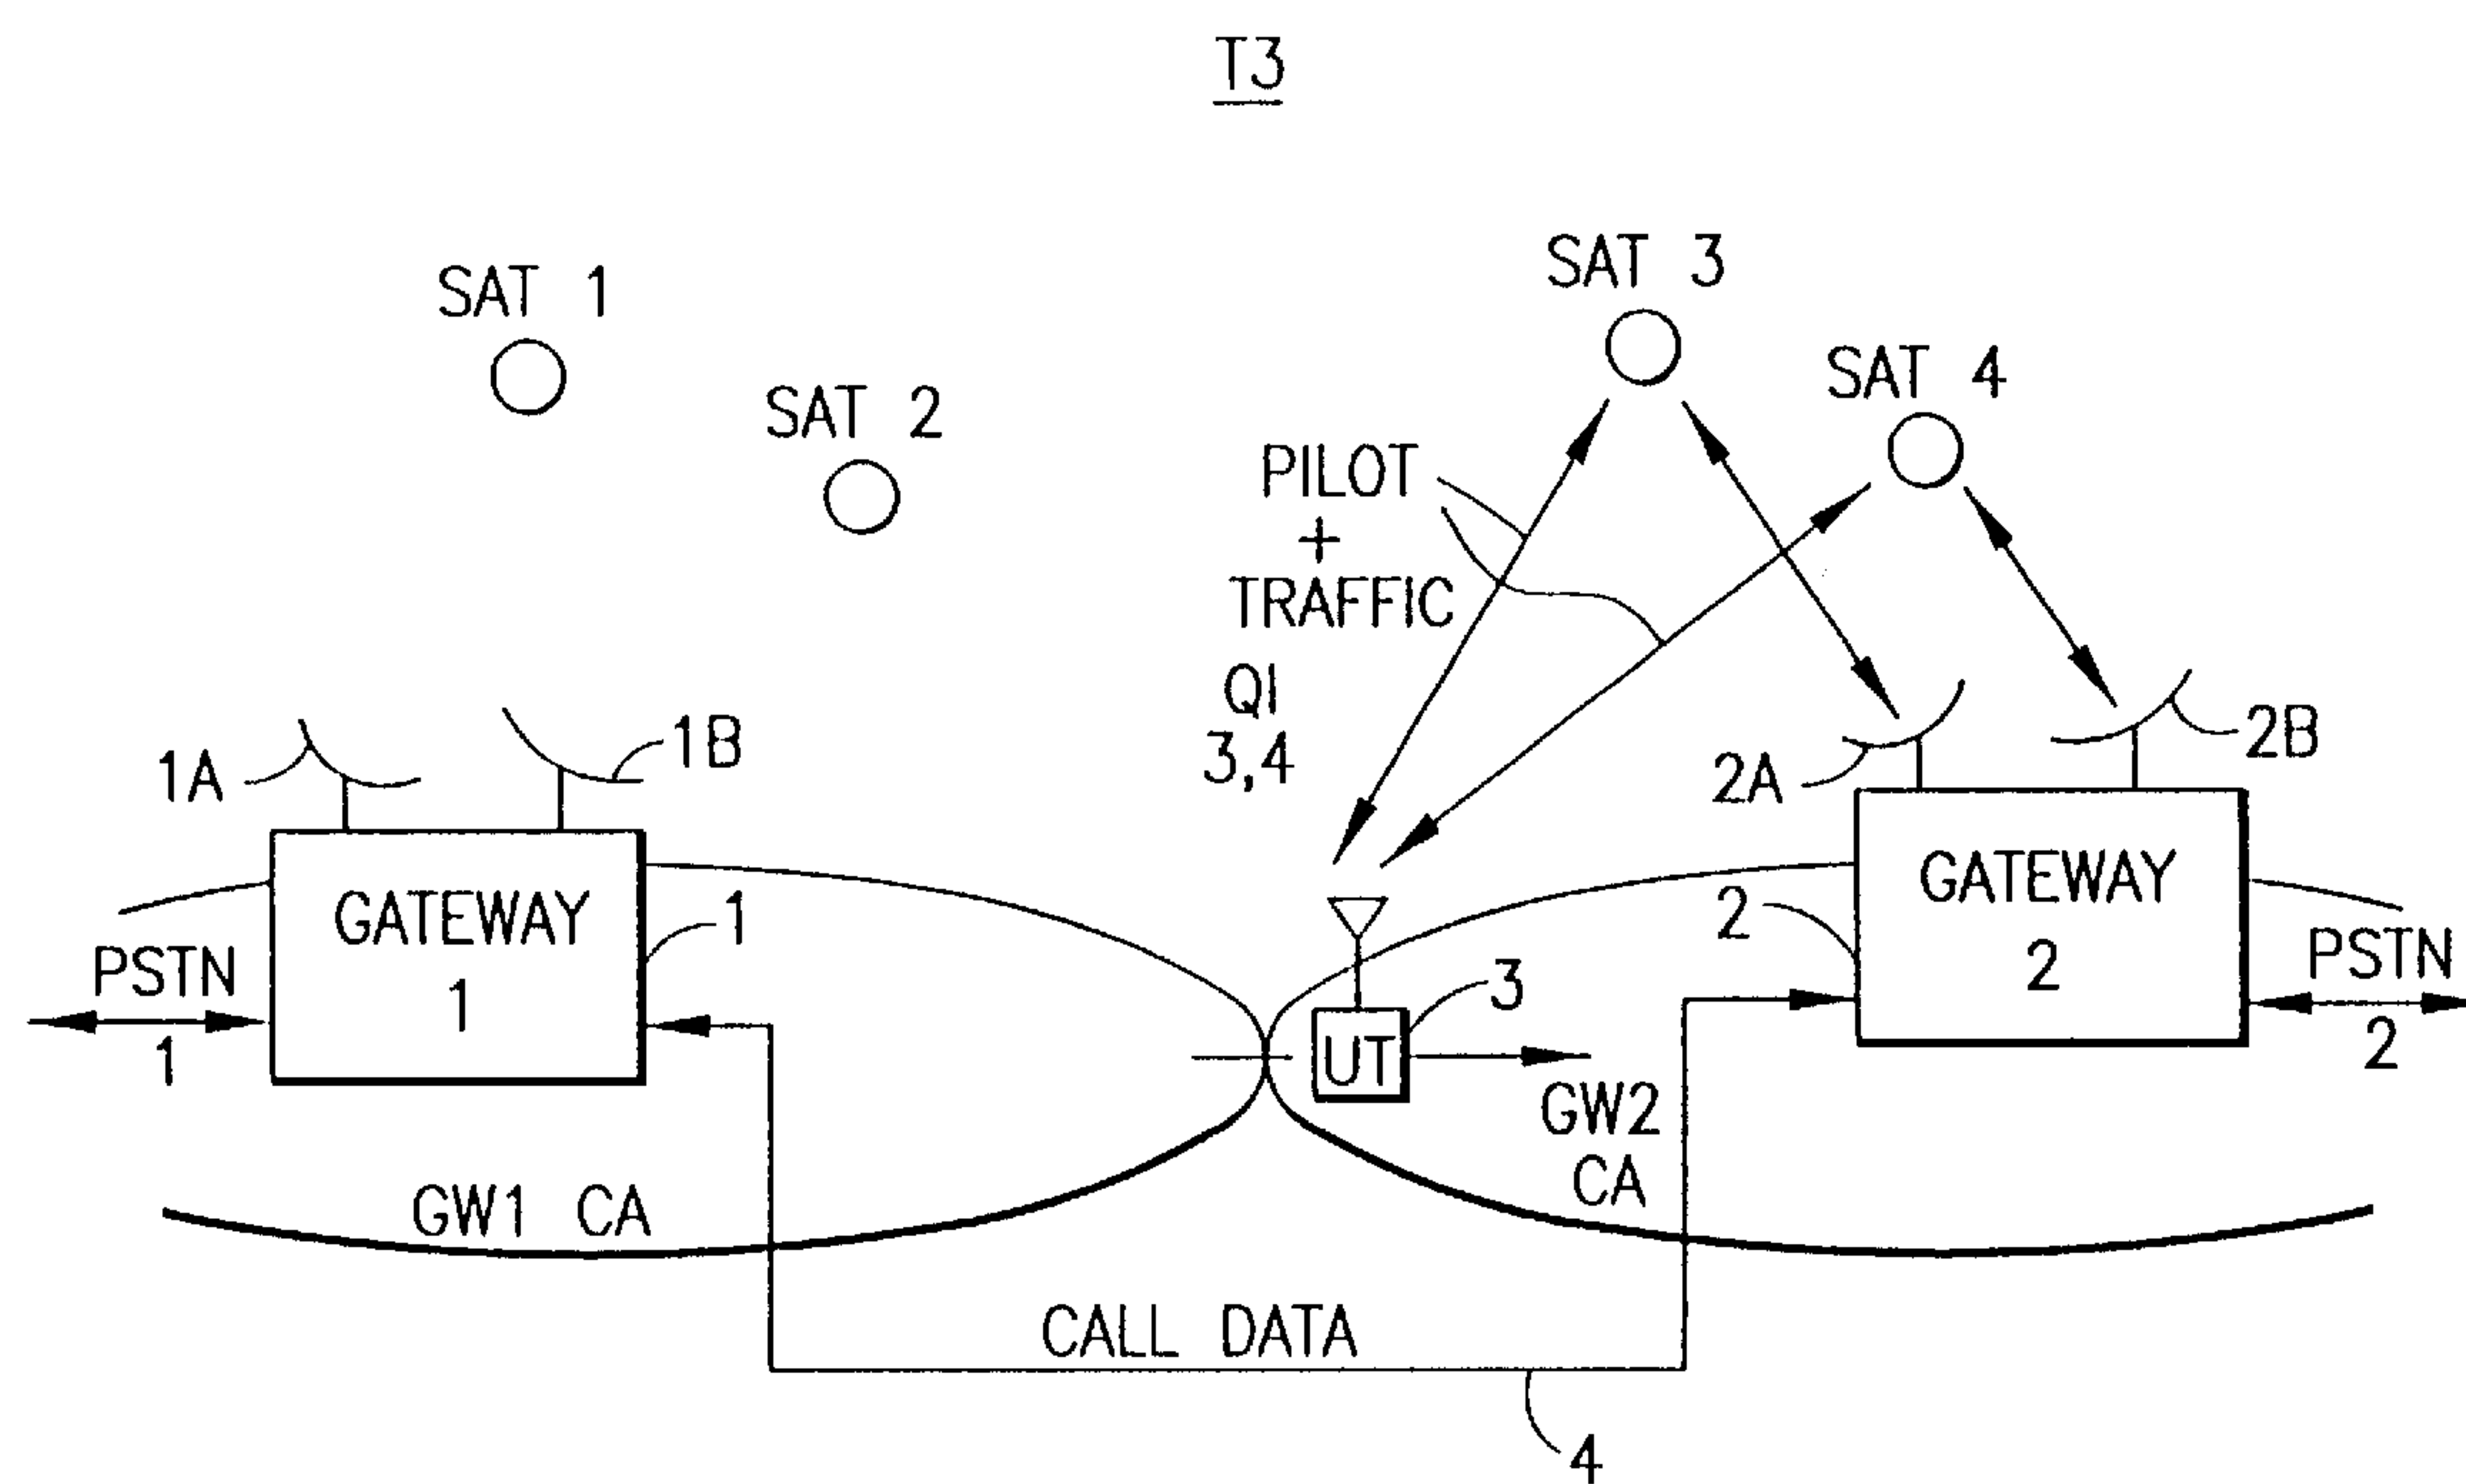 T3
SAT 1
SAT 2
SAT 3
SAT 4
PILOT
+
TRAFFIC
QI
3,4
1A
1B
2A
2B
GATEWAY
1
1
PSTN
1
GATEWAY
2
2
PSTN
2
UT
3
GW1 CA
GW2
CA
CALL DATA
4